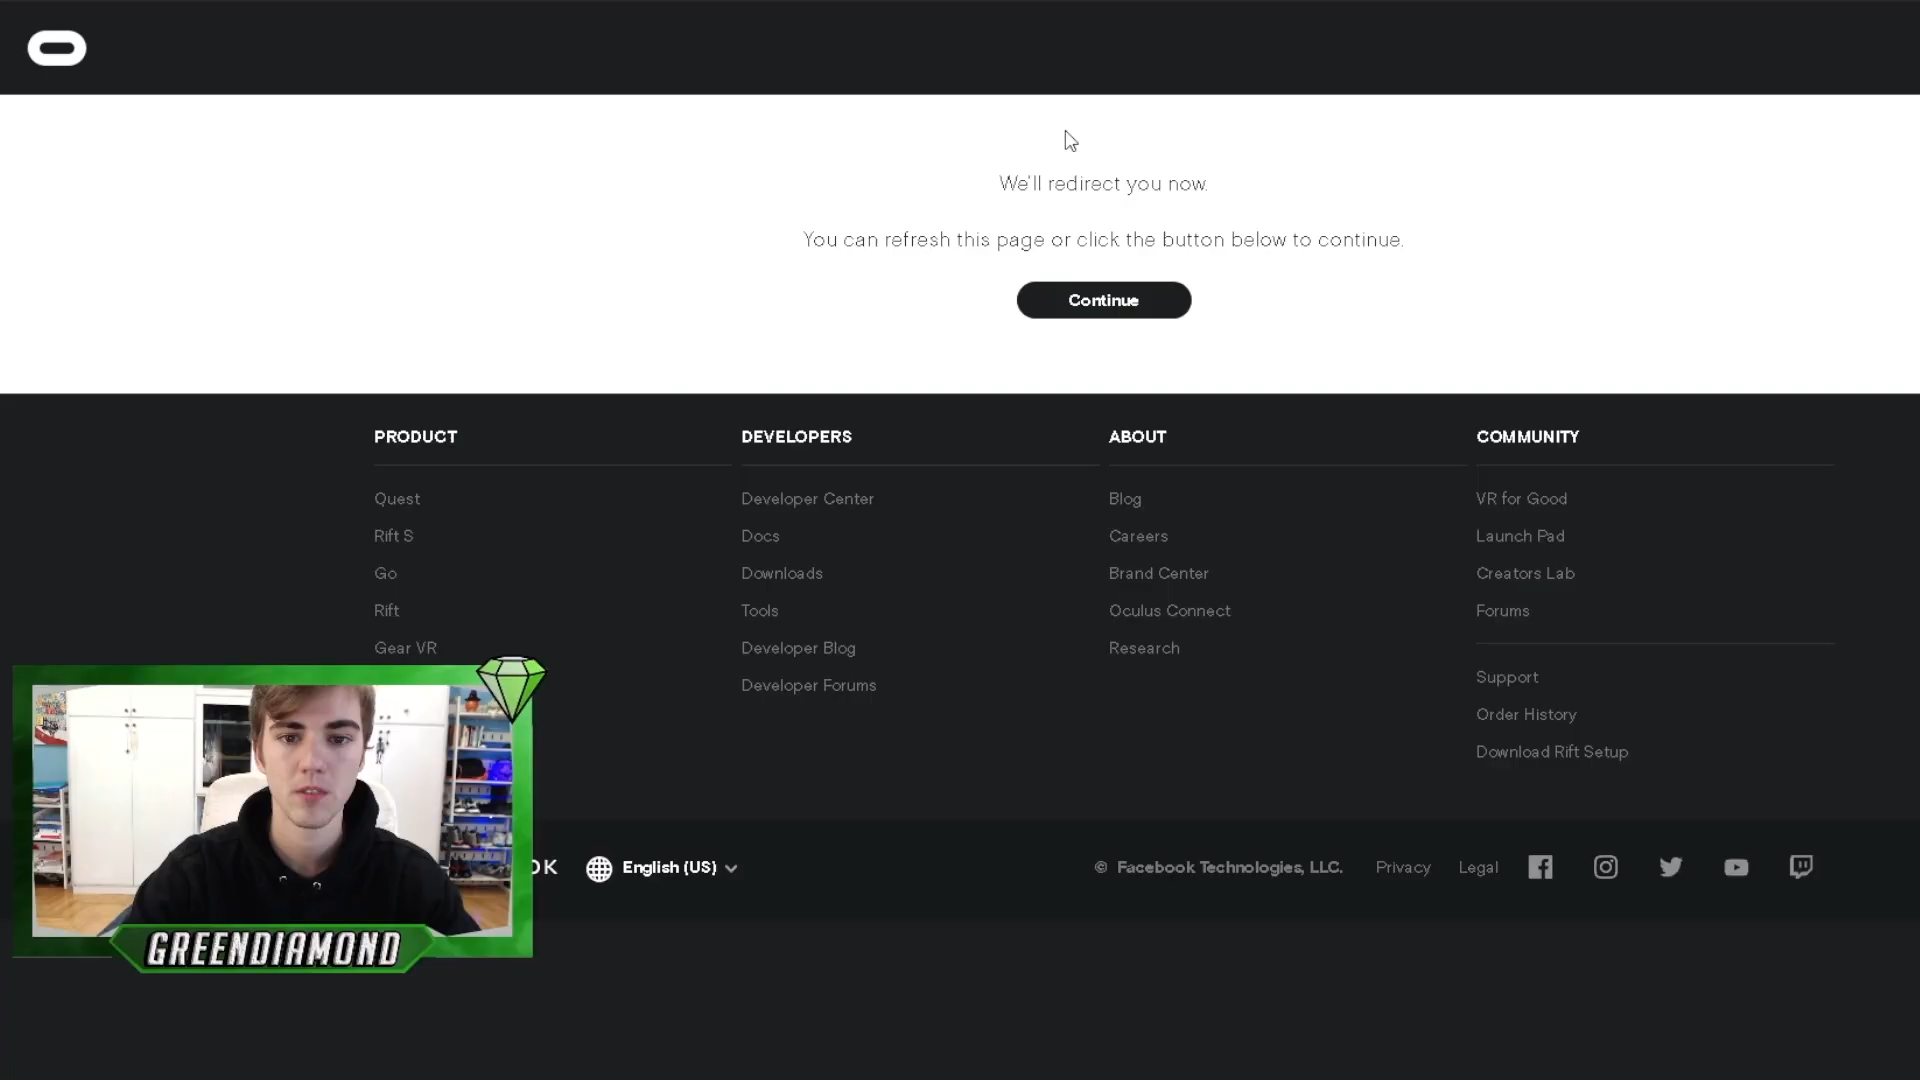 We'll redirect you now.
You can refresh this page or click the button below to continue.
Continue
PRODUCT
Quest
Rift S
Go
Rift
Gear VR
DEVELOPERS
Developer Center
Docs
Downloads
Tools
Developer Blog
Developer Forums
ABOUT
Blog
Careers
Brand Center
Oculus Connect
Research
COMMUNITY
VR for Good
Launch Pad
Creators Lab
Forums
Support
Order History
Download Rift Setup
OK
English (US)
© Facebook Technologies, LLC.
Privacy
Legal
GREENDIAMOND